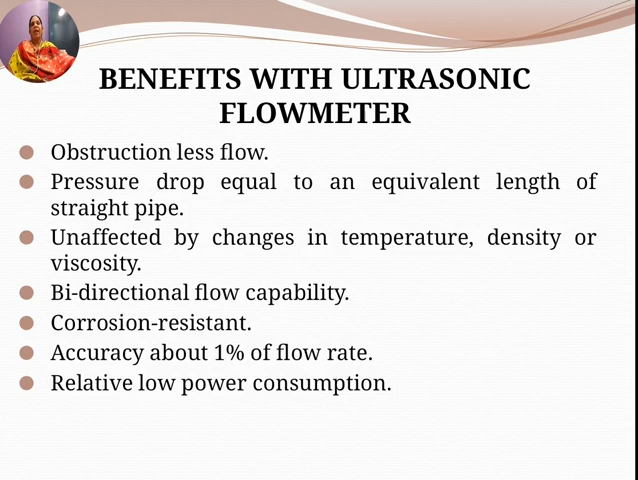 BENEFITS WITH ULTRASONIC
FLOWMETER
Obstruction less flow.
Pressure drop equal to an equivalent length of
straight pipe.
Unaffected by changes in temperature, density or
viscosity.
Bi-directional flow capability.
Corrosion-resistant.
Accuracy about 1% of flow rate.
Relative low power consumption.